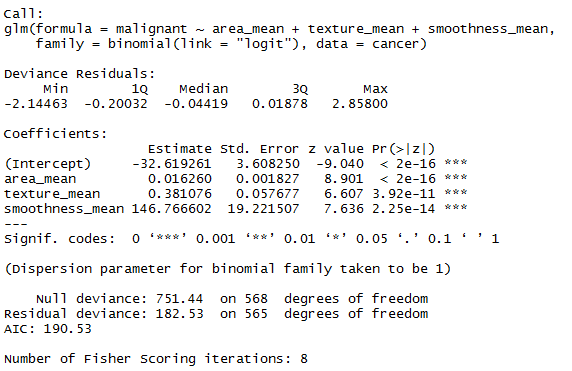 Call:
glm(formula = malignant ~ area_mean + texture_mean + smoothness_mean,
    family = binomial(link = "logit"), data = cancer)

Deviance Residuals:
     Min       1Q   Median       3Q      Max
-2.14463 -0.20032 -0.04419  0.01878  2.85800

Coefficients:
                  Estimate Std. Error z value Pr(>|z|)
(Intercept)     -32.619261   3.608250  -9.040  < 2e-16 ***
area_mean         0.016260   0.001827   8.901  < 2e-16 ***
texture_mean      0.381076   0.057677   6.607 3.92e-11 ***
smoothness_mean 146.766602  19.221507   7.636 2.25e-14 ***
---
Signif. codes:  0 ‘***’ 0.001 ‘**’ 0.01 ‘*’ 0.05 ‘.’ 0.1 ‘ ’ 1

(Dispersion parameter for binomial family taken to be 1)

    Null deviance: 751.44  on 568  degrees of freedom
Residual deviance: 182.53  on 565  degrees of freedom
AIC: 190.53

Number of Fisher Scoring iterations: 8